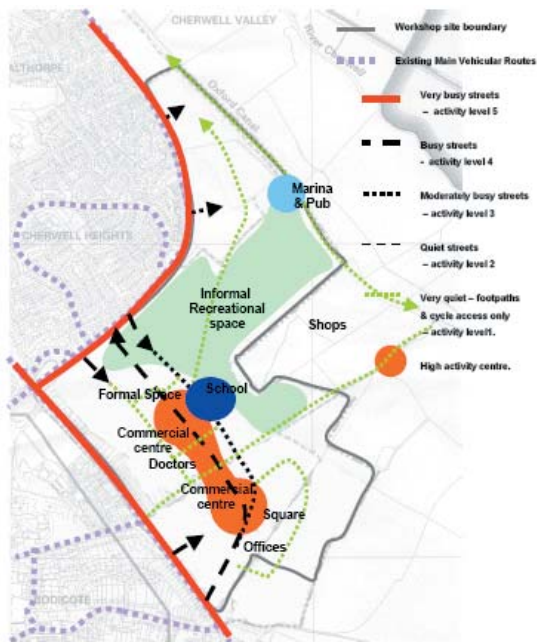 CHERWELL VALLEY
River Cherwell
Oxford Canal
CHERWELL HEIGHTS
Marina
& Pub
Informal
Recreational
space
Shops
Formal Space
School
Commercial
centre
Doctors
Commercial
centre
Square
Offices
Workshop site boundary
Existing Main Vehicular Routes
Very busy streets
– activity level 5
Busy streets
- activity level 4
Moderately busy streets
– activity level 3
Quiet streets
– activity level 2
Very quiet – footpaths
& cycle access only
– activity level1.
High activity centre.